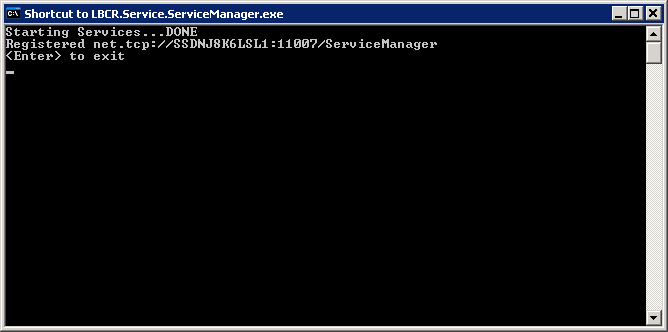 Shortcut to LBCR.Service.ServiceManager.exe
Starting Services...DONE
Registered net.tcp://SSDNJ8K6LSL1:11007/ServiceManager
<Enter> to exit